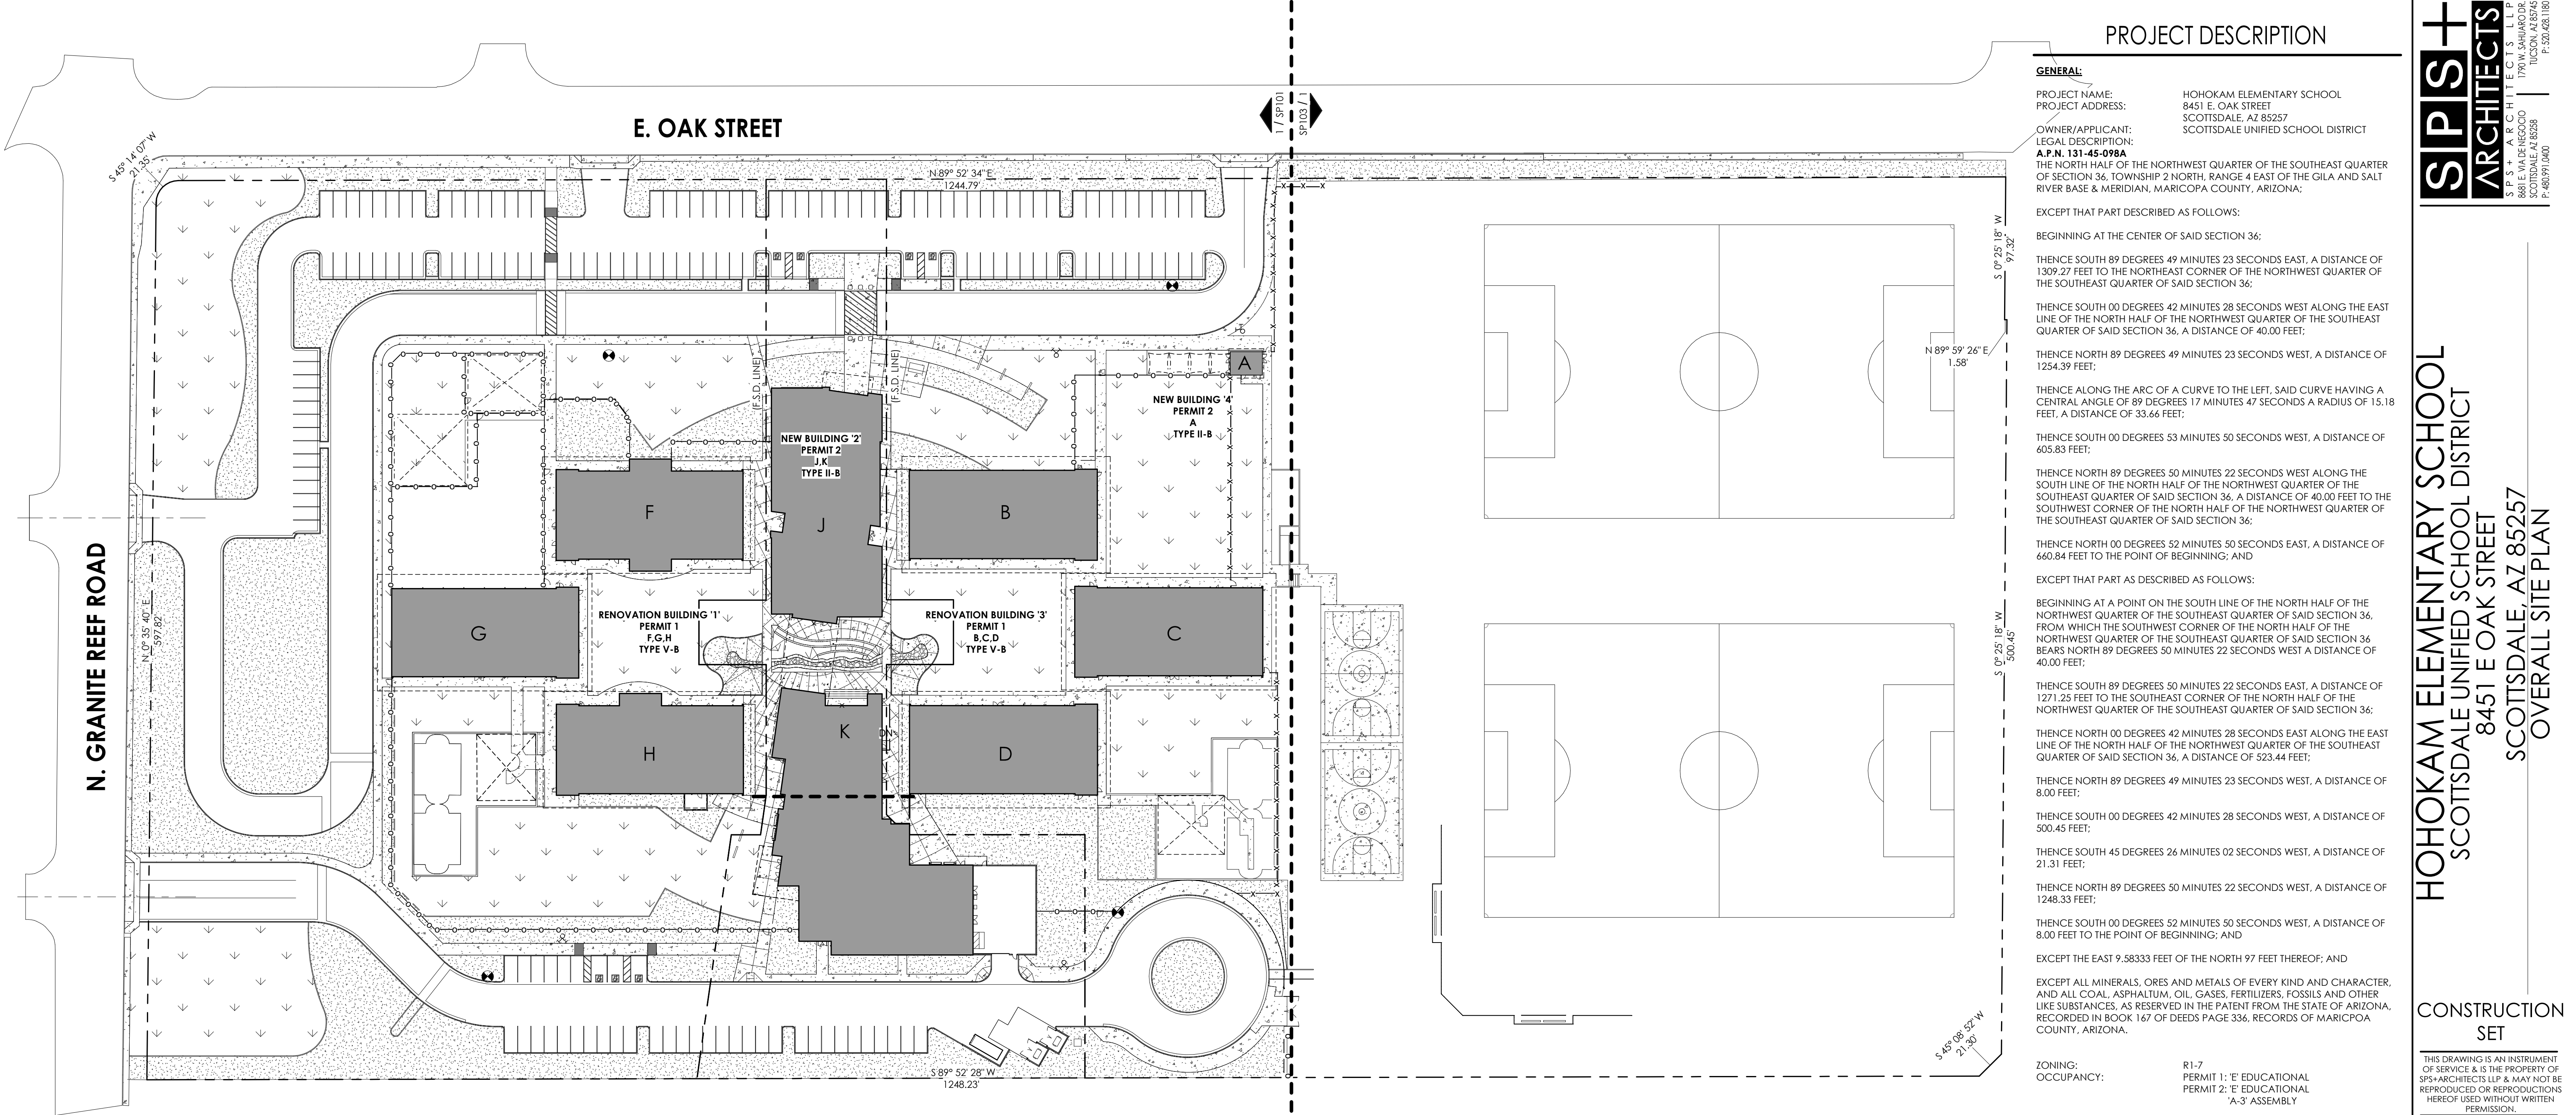 E. OAK STREET
N. GRANITE REEF ROAD
S 45° 14' 07" W
21.35'
N 89° 52' 34" E
1244.79'
1 / SP101
SP103 / 1
(F.S.D. LINE)
(F.S.D. LINE)
A
NEW BUILDING '4'
PERMIT 2
A
TYPE II-B
NEW BUILDING '2'
PERMIT 2
J,K
TYPE II-B
F
J
B
G
RENOVATION BUILDING '1'
PERMIT 1
F,G,H
TYPE V-B
RENOVATION BUILDING '3'
PERMIT 1
B,C,D
TYPE V-B
C
H
K
DN
D
N 0° 35' 40" E
597.82'
S 89° 52' 28" W
1248.23'
S 0° 25' 18" W
97.32'
N 89° 59' 26" E
1.58'
S 0° 25' 18" W
500.45'
S 45° 08' 52" W
21.30'
PROJECT DESCRIPTION
GENERAL:
PROJECT NAME: HOHOKAM ELEMENTARY SCHOOL
PROJECT ADDRESS: 8451 E. OAK STREET
SCOTTSDALE, AZ 85257
OWNER/APPLICANT: SCOTTSDALE UNIFIED SCHOOL DISTRICT
LEGAL DESCRIPTION:
A.P.N. 131-45-098A
THE NORTH HALF OF THE NORTHWEST QUARTER OF THE SOUTHEAST QUARTER
OF SECTION 36, TOWNSHIP 2 NORTH, RANGE 4 EAST OF THE GILA AND SALT
RIVER BASE & MERIDIAN, MARICOPA COUNTY, ARIZONA;
EXCEPT THAT PART DESCRIBED AS FOLLOWS:
BEGINNING AT THE CENTER OF SAID SECTION 36;
THENCE SOUTH 89 DEGREES 49 MINUTES 23 SECONDS EAST, A DISTANCE OF
1309.27 FEET TO THE NORTHEAST CORNER OF THE NORTHWEST QUARTER OF
THE SOUTHEAST QUARTER OF SAID SECTION 36;
THENCE SOUTH 00 DEGREES 42 MINUTES 28 SECONDS WEST ALONG THE EAST
LINE OF THE NORTH HALF OF THE NORTHWEST QUARTER OF THE SOUTHEAST
QUARTER OF SAID SECTION 36, A DISTANCE OF 40.00 FEET;
THENCE NORTH 89 DEGREES 49 MINUTES 23 SECONDS WEST, A DISTANCE OF
1254.39 FEET;
THENCE ALONG THE ARC OF A CURVE TO THE LEFT, SAID CURVE HAVING A
CENTRAL ANGLE OF 89 DEGREES 17 MINUTES 47 SECONDS A RADIUS OF 15.18
FEET, A DISTANCE OF 33.66 FEET;
THENCE SOUTH 00 DEGREES 53 MINUTES 50 SECONDS WEST, A DISTANCE OF
605.83 FEET;
THENCE NORTH 89 DEGREES 50 MINUTES 22 SECONDS WEST ALONG THE
SOUTH LINE OF THE NORTH HALF OF THE NORTHWEST QUARTER OF THE
SOUTHEAST QUARTER OF SAID SECTION 36, A DISTANCE OF 40.00 FEET TO THE
SOUTHWEST CORNER OF THE NORTH HALF OF THE NORTHWEST QUARTER OF
THE SOUTHEAST QUARTER OF SAID SECTION 36;
THENCE NORTH 00 DEGREES 52 MINUTES 50 SECONDS EAST, A DISTANCE OF
660.84 FEET TO THE POINT OF BEGINNING; AND
EXCEPT THAT PART AS DESCRIBED AS FOLLOWS:
BEGINNING AT A POINT ON THE SOUTH LINE OF THE NORTH HALF OF THE
NORTHWEST QUARTER OF THE SOUTHEAST QUARTER OF SAID SECTION 36,
FROM WHICH THE SOUTHWEST CORNER OF THE NORTH HALF OF THE
NORTHWEST QUARTER OF THE SOUTHEAST QUARTER OF SAID SECTION 36
BEARS NORTH 89 DEGREES 50 MINUTES 22 SECONDS WEST A DISTANCE OF
40.00 FEET;
THENCE SOUTH 89 DEGREES 50 MINUTES 22 SECONDS EAST, A DISTANCE OF
1271.25 FEET TO THE SOUTHEAST CORNER OF THE NORTH HALF OF THE
NORTHWEST QUARTER OF THE SOUTHEAST QUARTER OF SAID SECTION 36;
THENCE NORTH 00 DEGREES 42 MINUTES 28 SECONDS EAST ALONG THE EAST
LINE OF THE NORTH HALF OF THE NORTHWEST QUARTER OF THE SOUTHEAST
QUARTER OF SAID SECTION 36, A DISTANCE OF 523.44 FEET;
THENCE NORTH 89 DEGREES 49 MINUTES 23 SECONDS WEST, A DISTANCE OF
8.00 FEET;
THENCE SOUTH 00 DEGREES 42 MINUTES 28 SECONDS WEST, A DISTANCE OF
500.45 FEET;
THENCE SOUTH 45 DEGREES 26 MINUTES 02 SECONDS WEST, A DISTANCE OF
21.31 FEET;
THENCE NORTH 89 DEGREES 50 MINUTES 22 SECONDS WEST, A DISTANCE OF
1248.33 FEET;
THENCE SOUTH 00 DEGREES 52 MINUTES 50 SECONDS WEST, A DISTANCE OF
8.00 FEET TO THE POINT OF BEGINNING; AND
EXCEPT THE EAST 9.58333 FEET OF THE NORTH 97 FEET THEREOF; AND
EXCEPT ALL MINERALS, ORES AND METALS OF EVERY KIND AND CHARACTER,
AND ALL COAL, ASPHALTUM, OIL, GASES, FERTILIZERS, FOSSILS AND OTHER
LIKE SUBSTANCES, AS RESERVED IN THE PATENT FROM THE STATE OF ARIZONA,
RECORDED IN BOOK 167 OF DEEDS PAGE 336, RECORDS OF MARICPOA
COUNTY, ARIZONA.
ZONING: R1-7
OCCUPANCY: PERMIT 1: 'E' EDUCATIONAL
PERMIT 2: 'E' EDUCATIONAL
'A-3' ASSEMBLY
SPS+
ARCHITECTS
SPS+ ARCHITECTS LLP
8681 E. VIA DE NEGOCIO
SCOTTSDALE, AZ 85258
P: 480.991.0800
1790 W. SAHUARO DR.
TUCSON, AZ 85745
P: 520.428.1180
HOHOKAM ELEMENTARY SCHOOL
SCOTTSDALE UNIFIED SCHOOL DISTRICT
8451 E OAK STREET
SCOTTSDALE, AZ 85257
OVERALL SITE PLAN
CONSTRUCTION
SET
THIS DRAWING IS AN INSTRUMENT
OF SERVICE & IS THE PROPERTY OF
SPS+ARCHITECTS LLP & MAY NOT BE
REPRODUCED OR REPRODUCTIONS
HEREOF USED WITHOUT WRITTEN
PERMISSION.